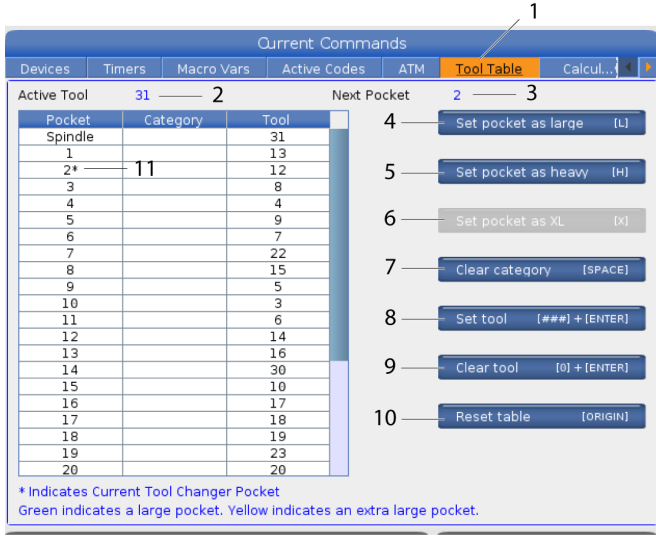 1
Current Commands
Devices Timers Macro Vars Active Codes ATM Tool Table Calcul...
Active Tool 31 2 Next Pocket 2 3
Pocket Category Tool
Spindle 31
1 13
2* 12
3 8
4 4
5 9
6 7
7 22
8 15
9 5
10 3
11 6
12 14
13 16
14 30
15 10
16 17
17 18
18 19
19 23
20 20
11
4 Set pocket as large [L]
5 Set pocket as heavy [H]
6 Set pocket as XL [X]
7 Clear category [SPACE]
8 Set tool [###] + [ENTER]
9 Clear tool [0] + [ENTER]
10 Reset table [ORIGIN]
* Indicates Current Tool Changer Pocket
Green indicates a large pocket. Yellow indicates an extra large pocket.